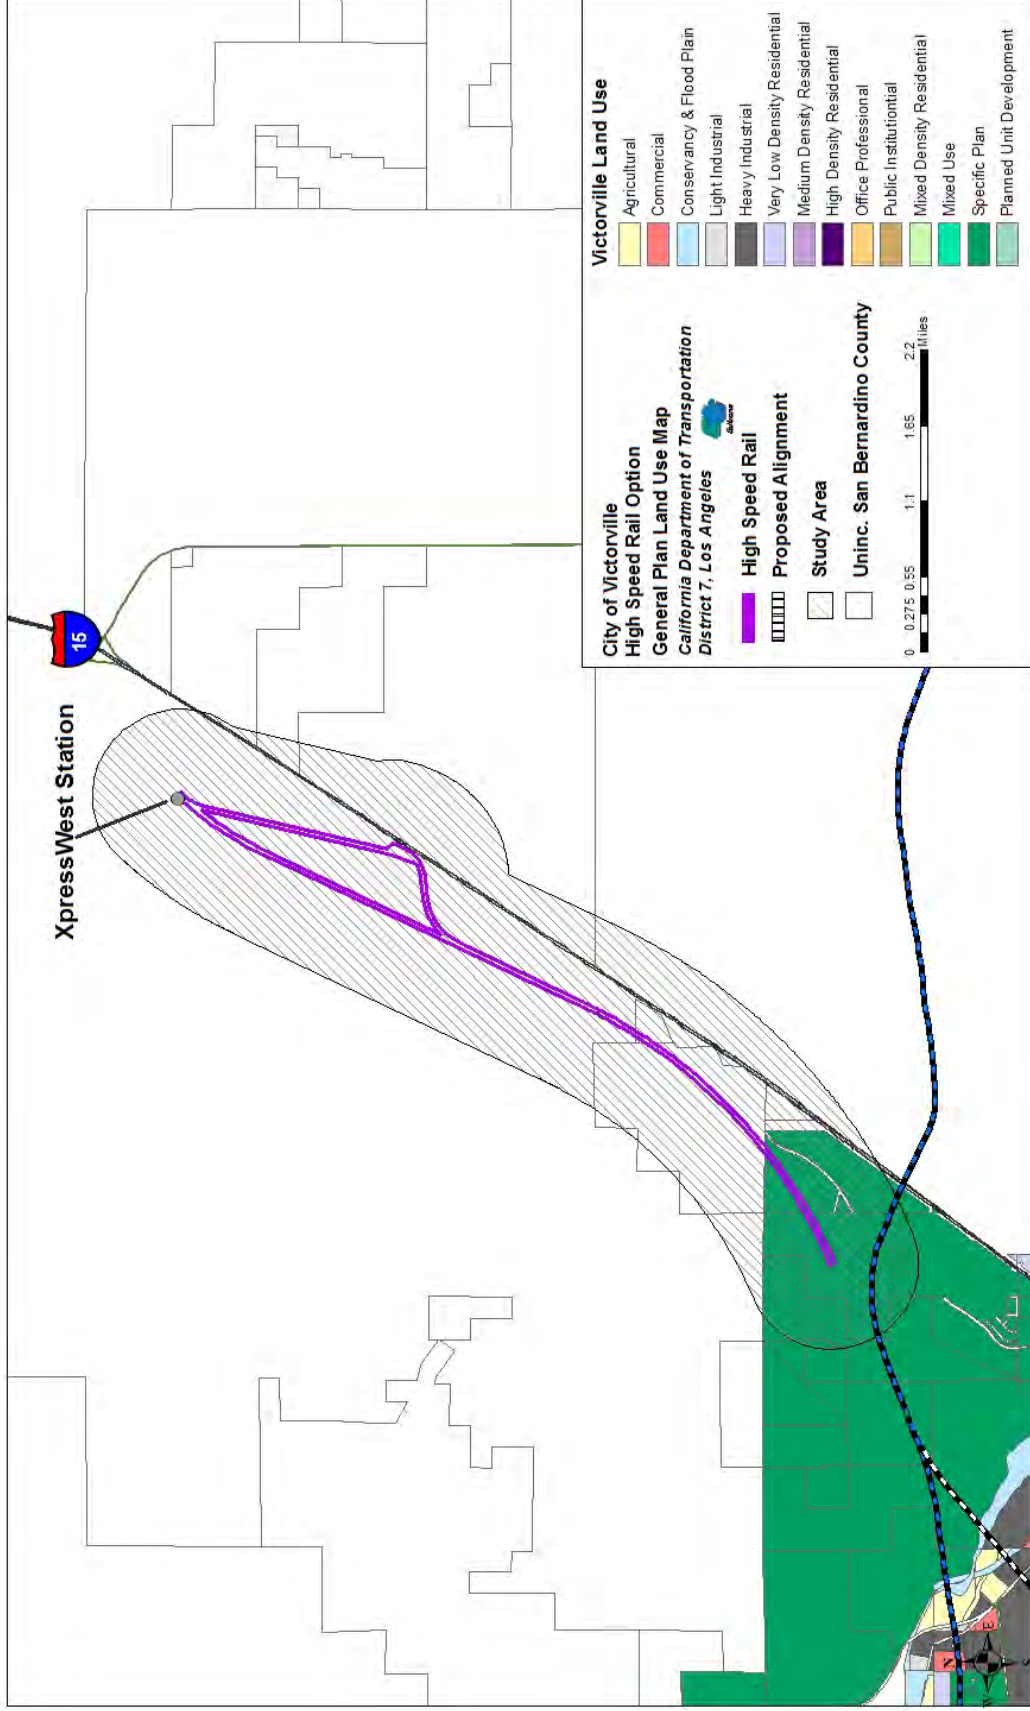 XpressWest Station
15
City of Victorville
High Speed Rail Option
General Plan Land Use Map
California Department of Transportation
District 7, Los Angeles
High Speed Rail
Proposed Alignment
Study Area
Uninc. San Bernardino County
0 0.275 0.55 1.1 1.65 2.2
Miles
Victorville Land Use
Agricultural
Commercial
Conservancy & Flood Plain
Light Industrial
Heavy Industrial
Very Low Density Residential
Medium Density Residential
High Density Residential
Office Professional
Public Institutiontial
Mixed Density Residential
Mixed Use
Specific Plan
Planned Unit Development
N
W E
S